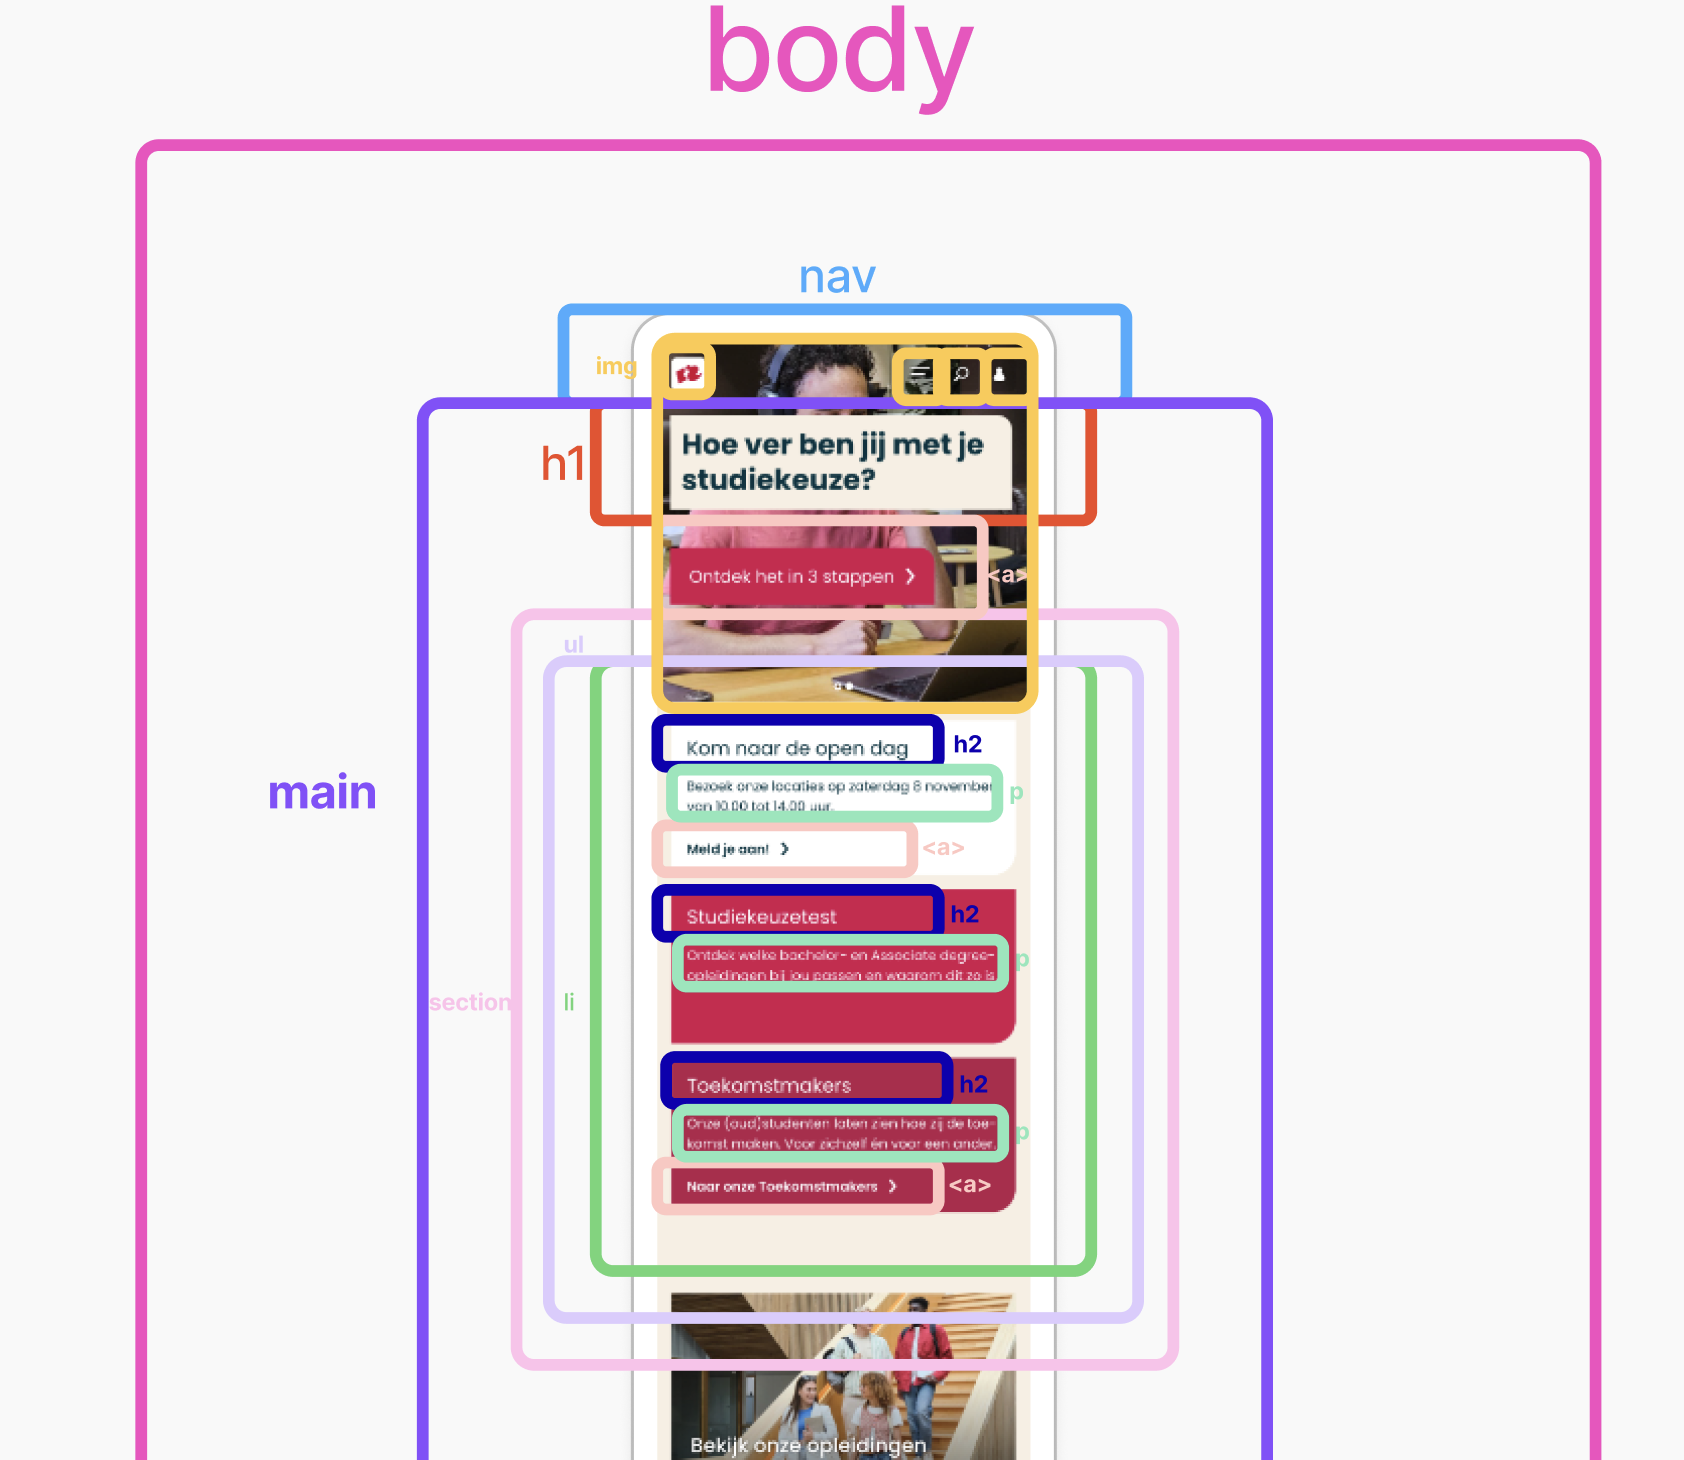 body
nav
img
h1
Hoe ver ben jij met je
studiekeuze?
Ontdek het in 3 stappen
<a>
ul
main
Kom naar de open dag
h2
Bezoek onze locaties op zaterdag 8 november
van 10.00 tot 14.00 uur.
p
Meld je aan!
<a>
Studiekeuzetest
h2
Ontdek welke bachelor- en Associate degree-
opleidingen bij jou passen en waarom dit zo is
p
section
li
Toekomstmakers
h2
Onze (oud)studenten laten zien hoe zij de toe-
komst maken. Voor zichzelf én voor een ander.
p
Naar onze Toekomstmakers
<a>
Bekijk onze opleidingen